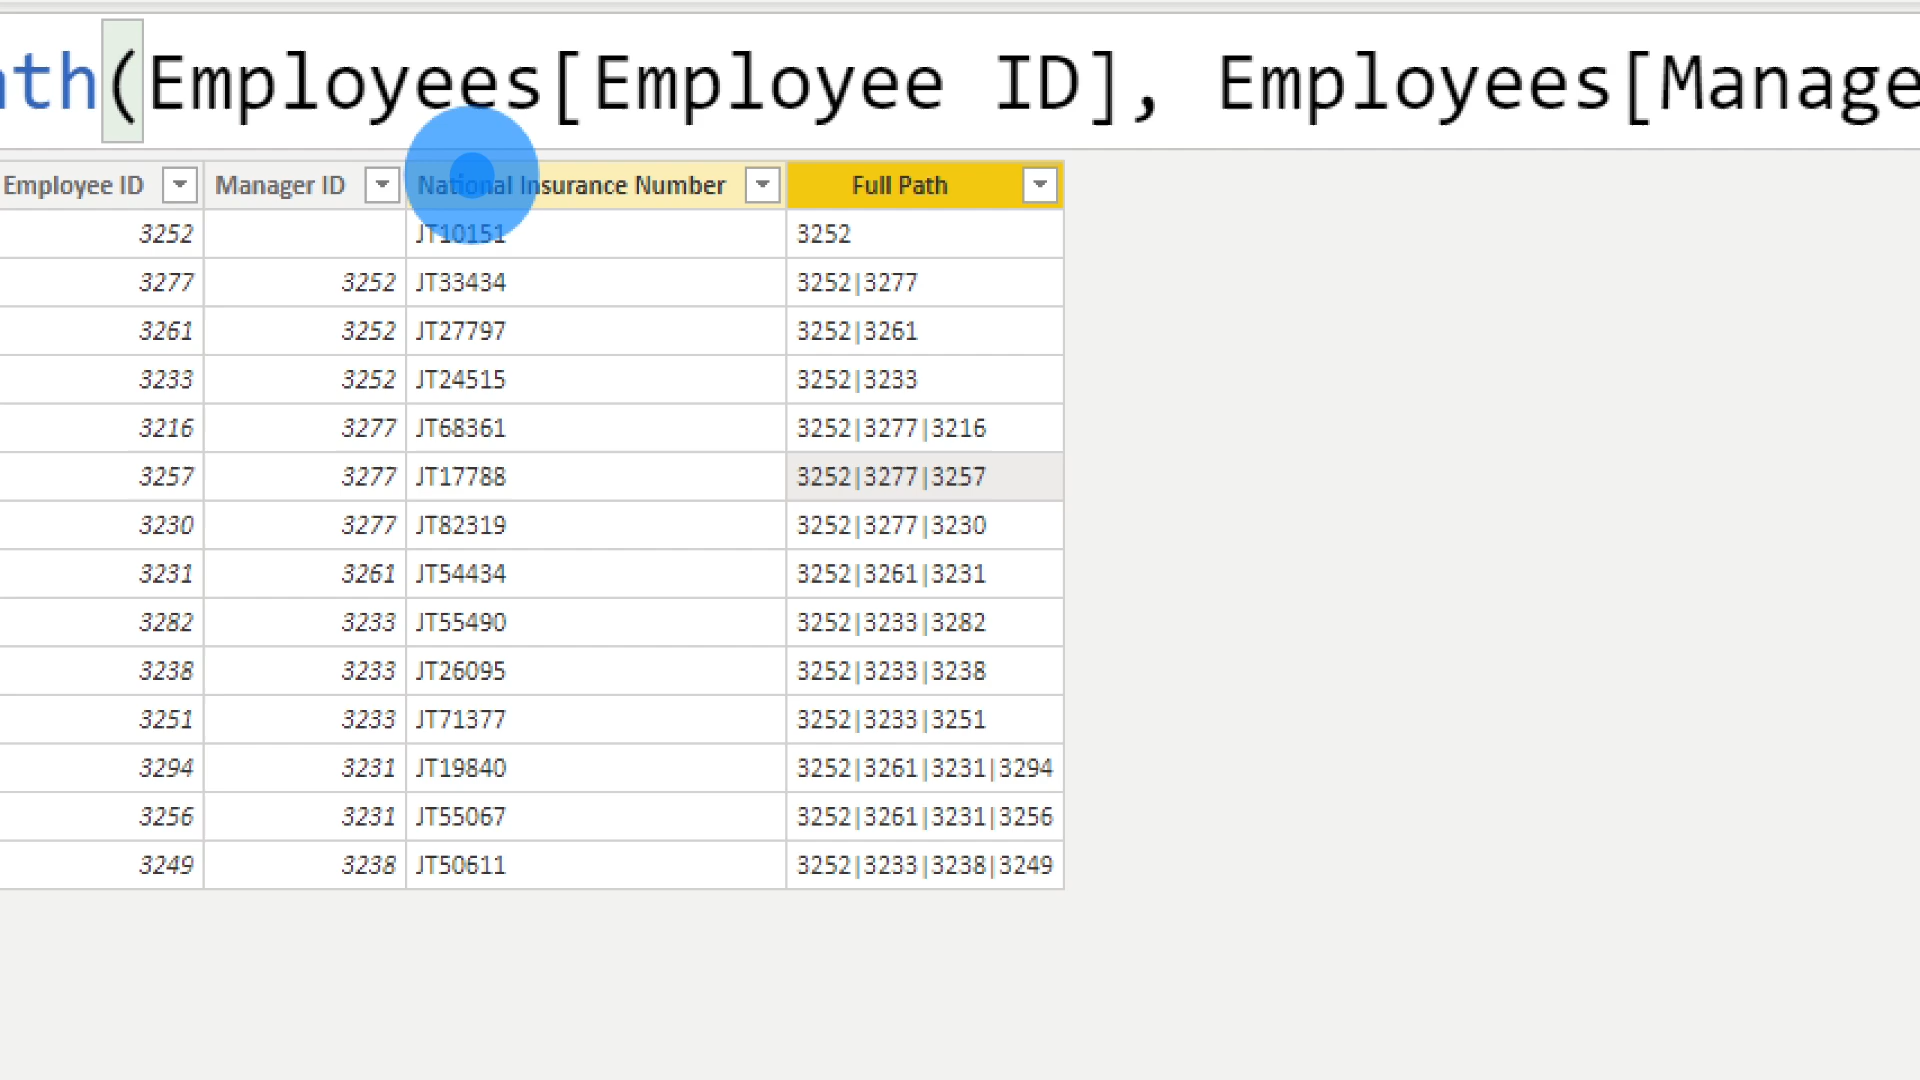 ath(Employees[Employee ID], Employees[Manage
Employee ID Manager ID National Insurance Number Full Path
3252 JT10151 3252
3277 3252 JT33434 3252|3277
3261 3252 JT27797 3252|3261
3233 3252 JT24515 3252|3233
3216 3277 JT68361 3252|3277|3216
3257 3277 JT17788 3252|3277|3257
3230 3277 JT82319 3252|3277|3230
3231 3261 JT54434 3252|3261|3231
3282 3233 JT55490 3252|3233|3282
3238 3233 JT26095 3252|3233|3238
3251 3233 JT71377 3252|3233|3251
3294 3231 JT19840 3252|3261|3231|3294
3256 3231 JT55067 3252|3261|3231|3256
3249 3238 JT50611 3252|3233|3238|3249